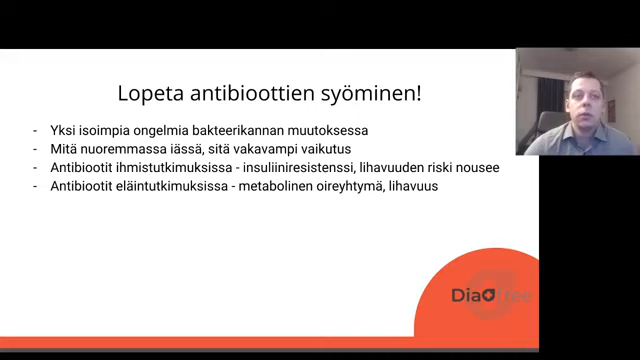 Lopeta antibioottien syöminen!
- Yksi isoimpia ongelmia bakteerikannan muutoksessa
- Mitä nuoremmassa iässä, sitä vakavampi vaikutus
- Antibiootit ihmistutkimuksissa - insuliiniresistenssi, lihavuuden riski nousee
- Antibiootit eläintutkimuksissa - metabolinen oireyhtymä, lihavuus
Diaofree